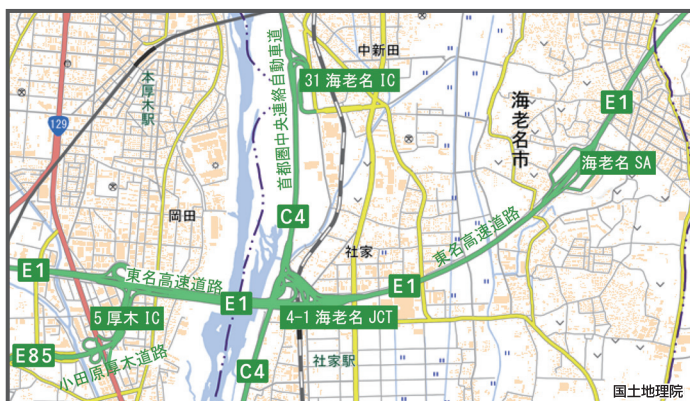 中新田
首都圏中央連絡自動車道
31 海老名 IC
本厚木駅
129
海老名市
E1
海老名 SA
岡田
C4
社家
東名高速道路
E1
東名高速道路
E1
E1
5 厚木 IC
4-1 海老名 JCT
E85
小田原厚木道路
C4
社家駅
国土地理院